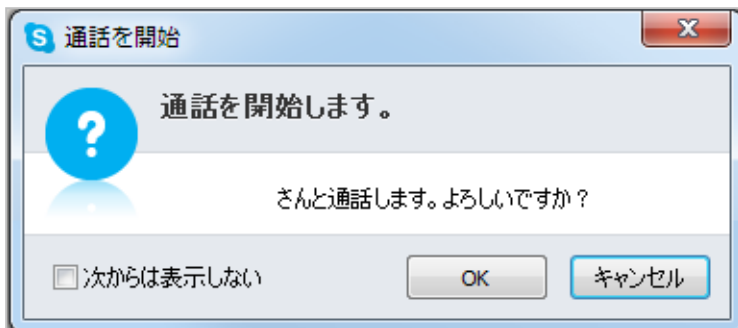 通話を開始
通話を開始します。
さんと通話します。よろしいですか？
次からは表示しない
OK
キャンセル